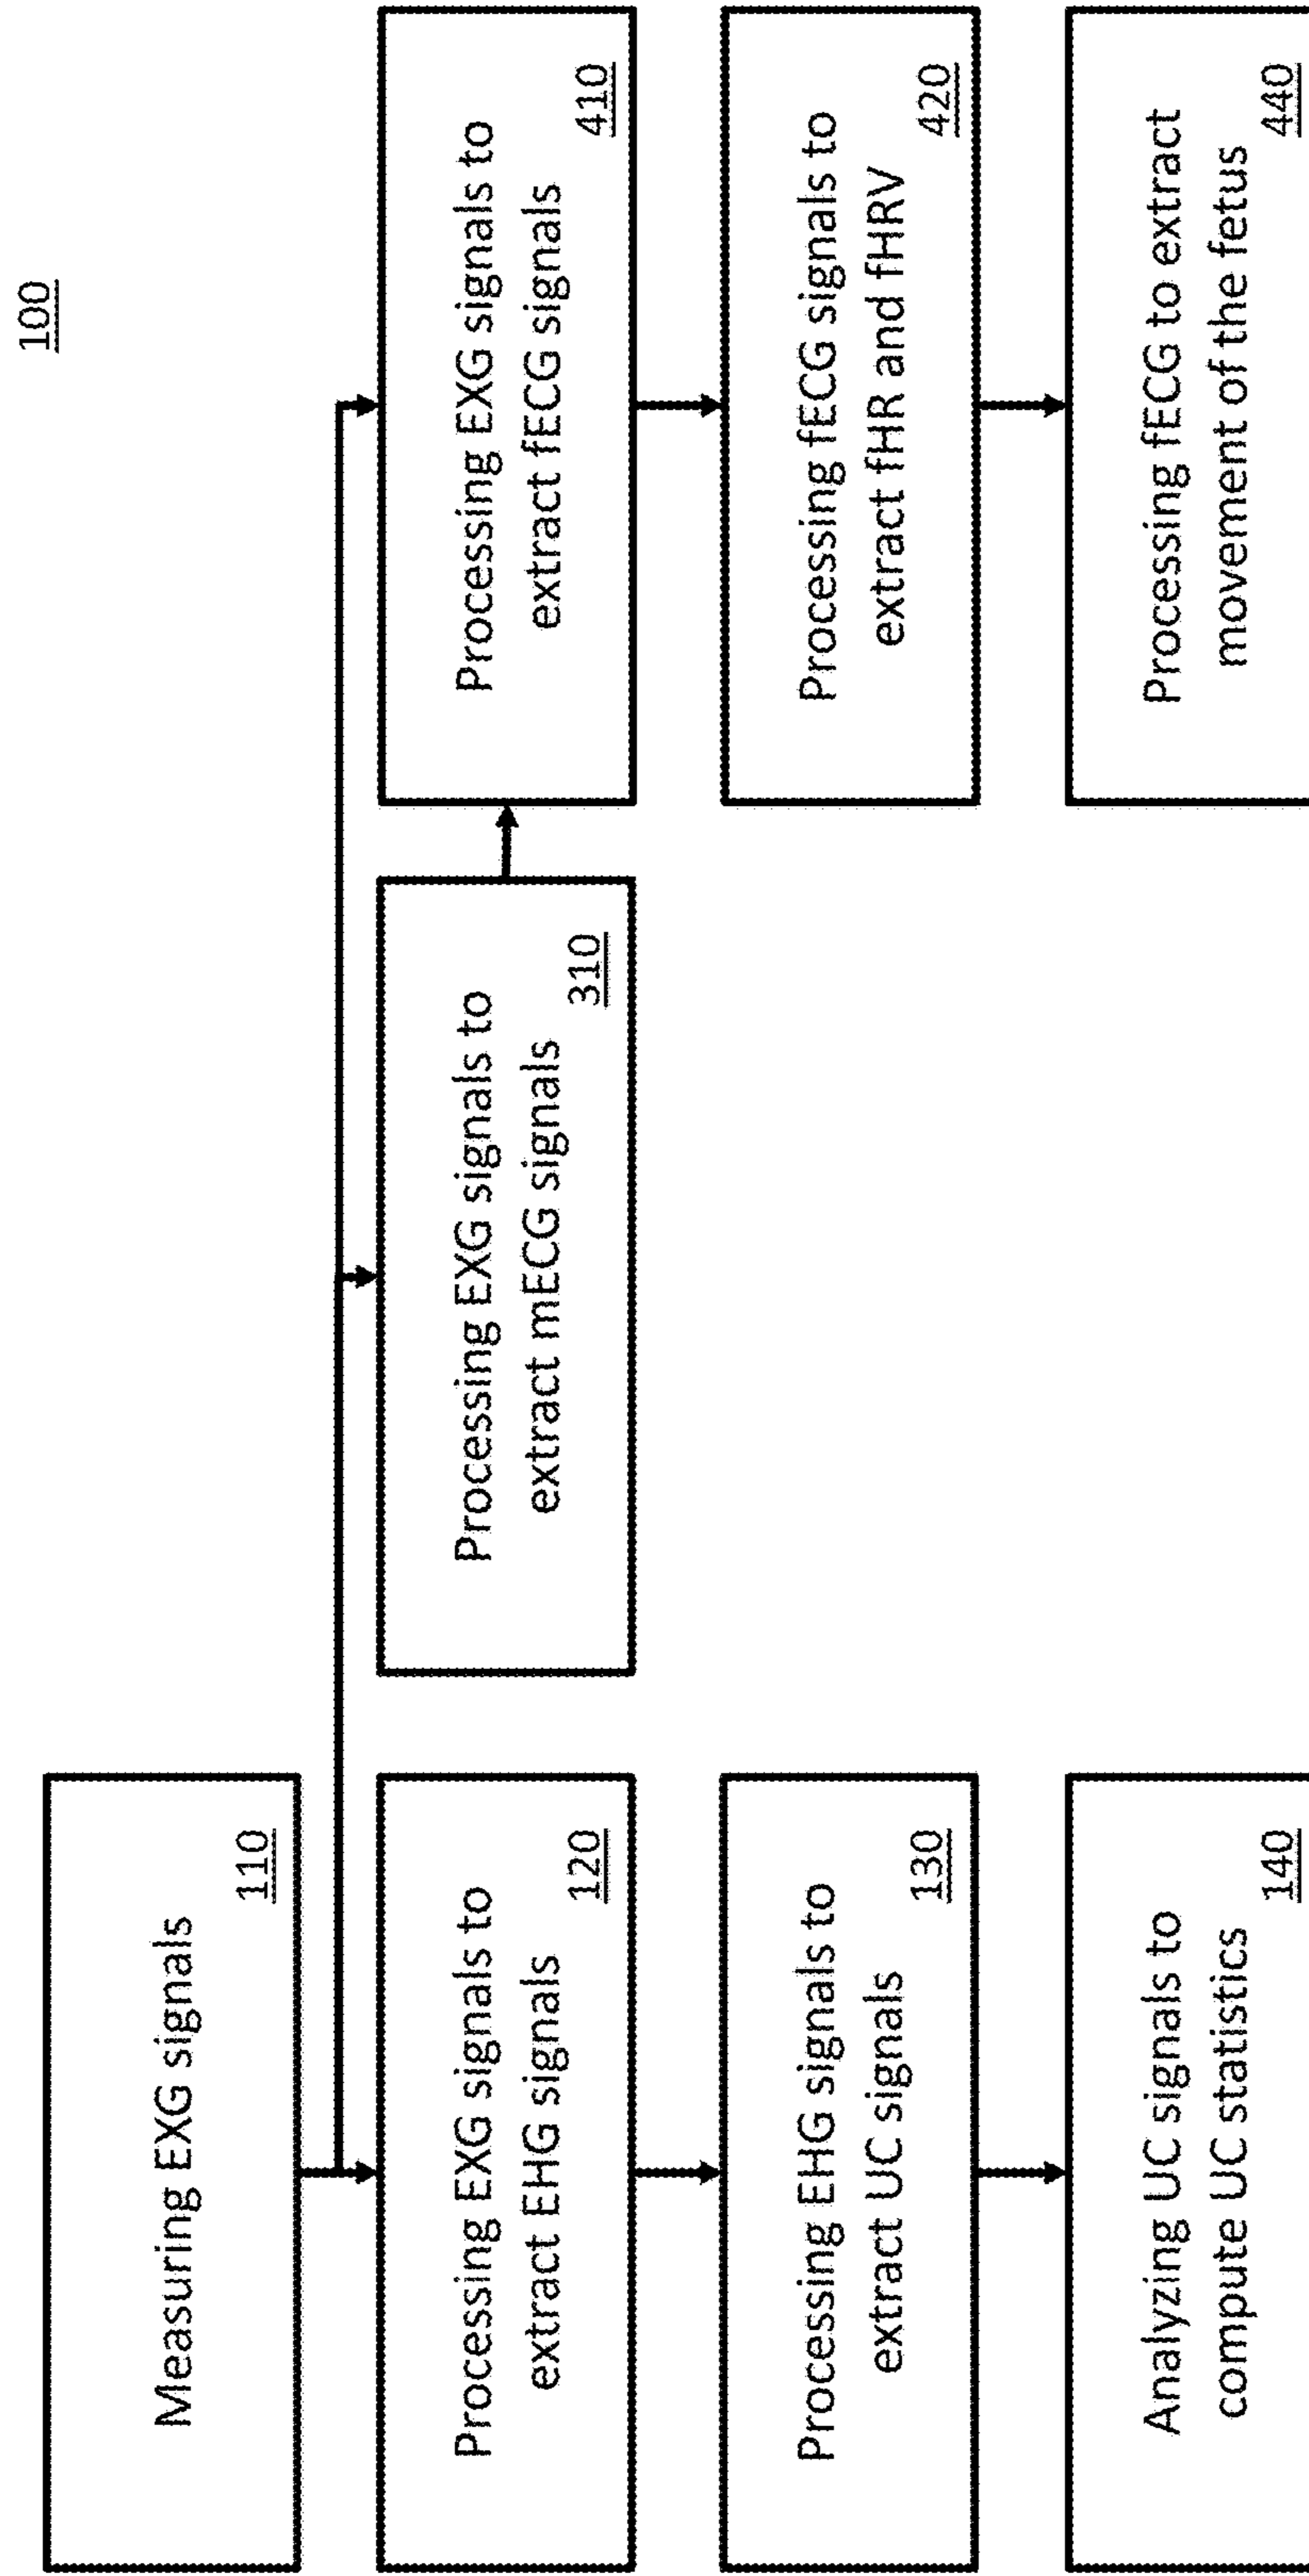 100
Measuring EXG signals
110
Processing EXG signals to
extract EHG signals
120
Processing EXG signals to
extract mECG signals
310
Processing EXG signals to
extract fECG signals
410
Processing EHG signals to
extract UC signals
130
Processing fECG signals to
extract fHR and fHRV
420
Analyzing UC signals to
compute UC statistics
140
Processing fECG to extract
movement of the fetus
440